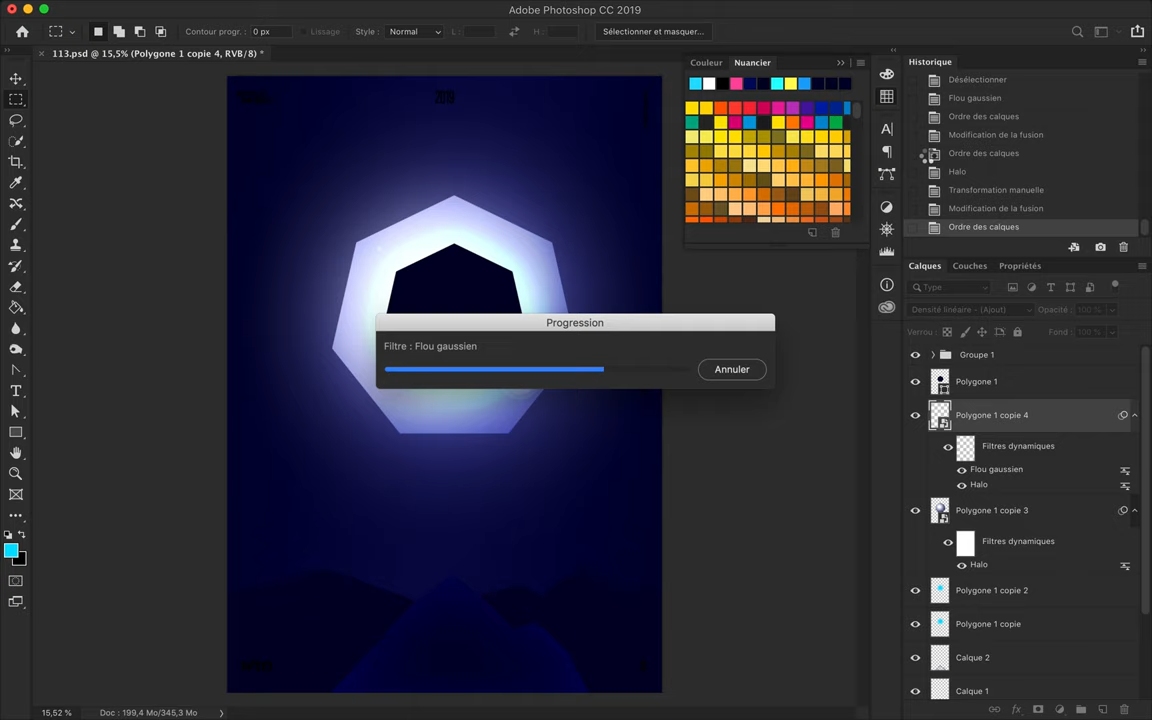 Adobe Photoshop CC 2019
Contour progr. : 0 px
Lissage
Style : Normal
L. :
H. :
Sélectionner et masquer...
113.psd @ 15,5% (Polygone 1 copie 4, RVB/8) *
2019
Couleur
Nuancier
Historique
Désélectionner
Flou gaussien
Ordre des calques
Modification de la fusion
Ordre des calques
Halo
Transformation manuelle
Modification de la fusion
Ordre des calques
Progression
Filtre : Flou gaussien
Annuler
Calques
Couches
Propriétés
Type
Densité linéaire - (Ajout)
Opacité : 100 %
Verrou :
Fond : 100 %
Groupe 1
Polygone 1
Polygone 1 copie 4
Filtres dynamiques
Flou gaussien
Halo
Polygone 1 copie 3
Filtres dynamiques
Halo
Polygone 1 copie 2
Polygone 1 copie
Calque 2
Calque 1
15,52 %
Doc : 199,4 Mo/345,3 Mo